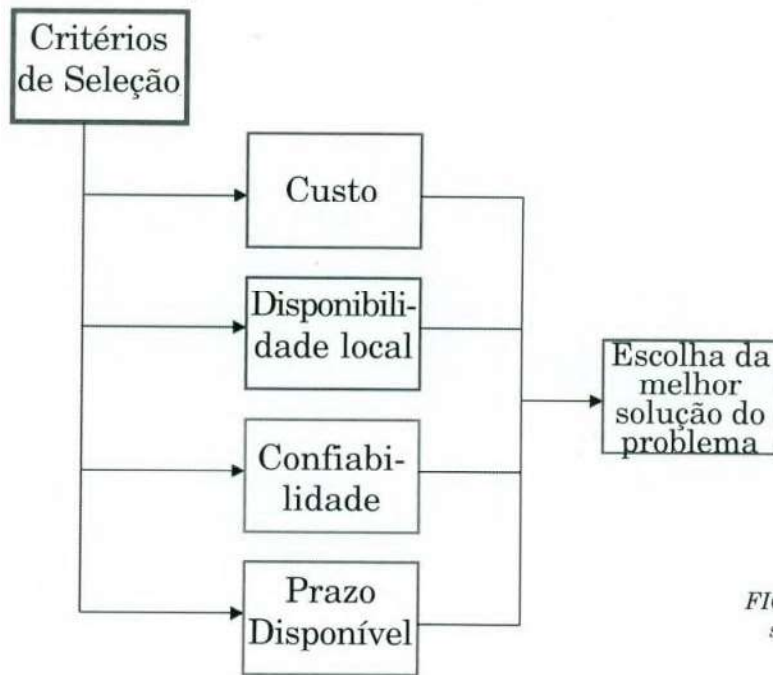 Critérios
de Seleção
Custo
Disponibili-
dade local
Confiabi-
lidade
Prazo
Disponível
Escolha da
melhor
solução do
problema